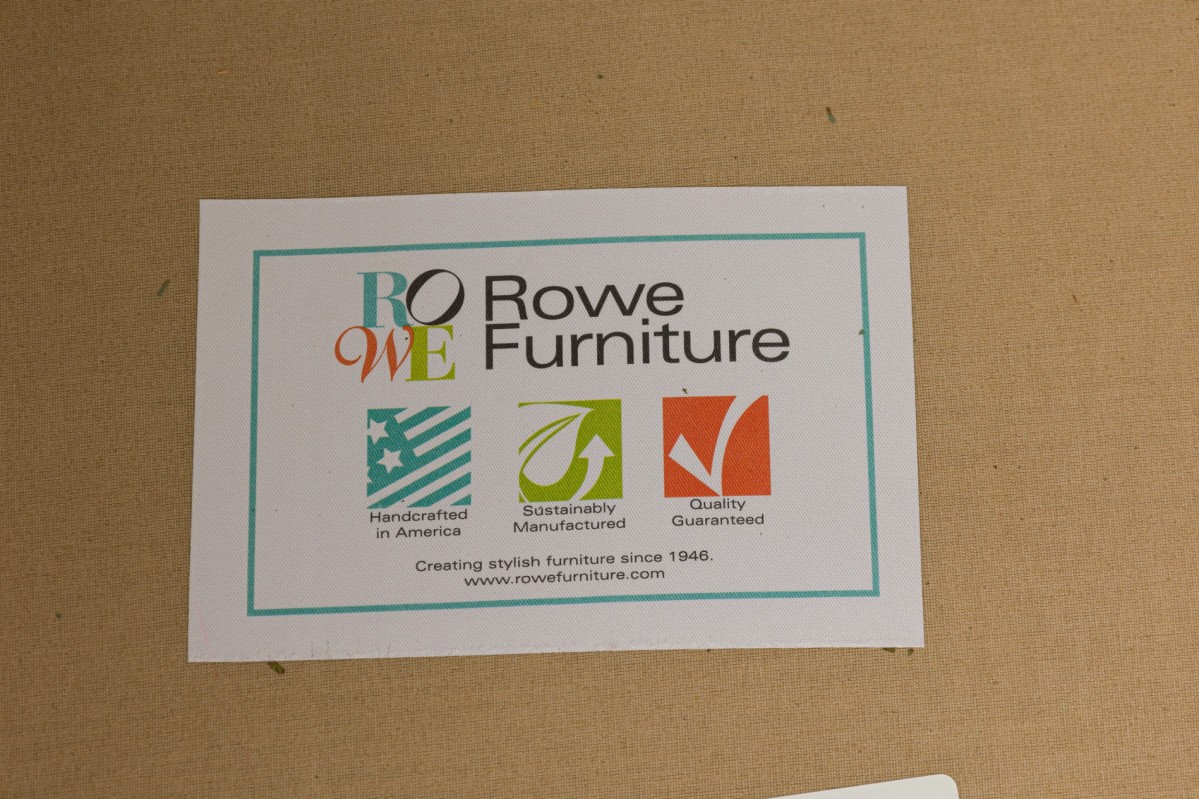 RO
WE
Rowe
Furniture
Handcrafted
in America
Sustainably
Manufactured
Quality
Guaranteed
Creating stylish furniture since 1946.
www.rowefurniture.com